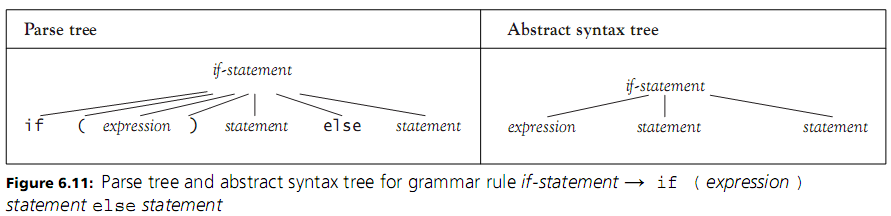 Parse tree
Abstract syntax tree
if-statement
if ( expression ) statement else statement
if-statement
expression statement statement
Figure 6.11: Parse tree and abstract syntax tree for grammar rule if-statement → if ( expression )
statement else statement